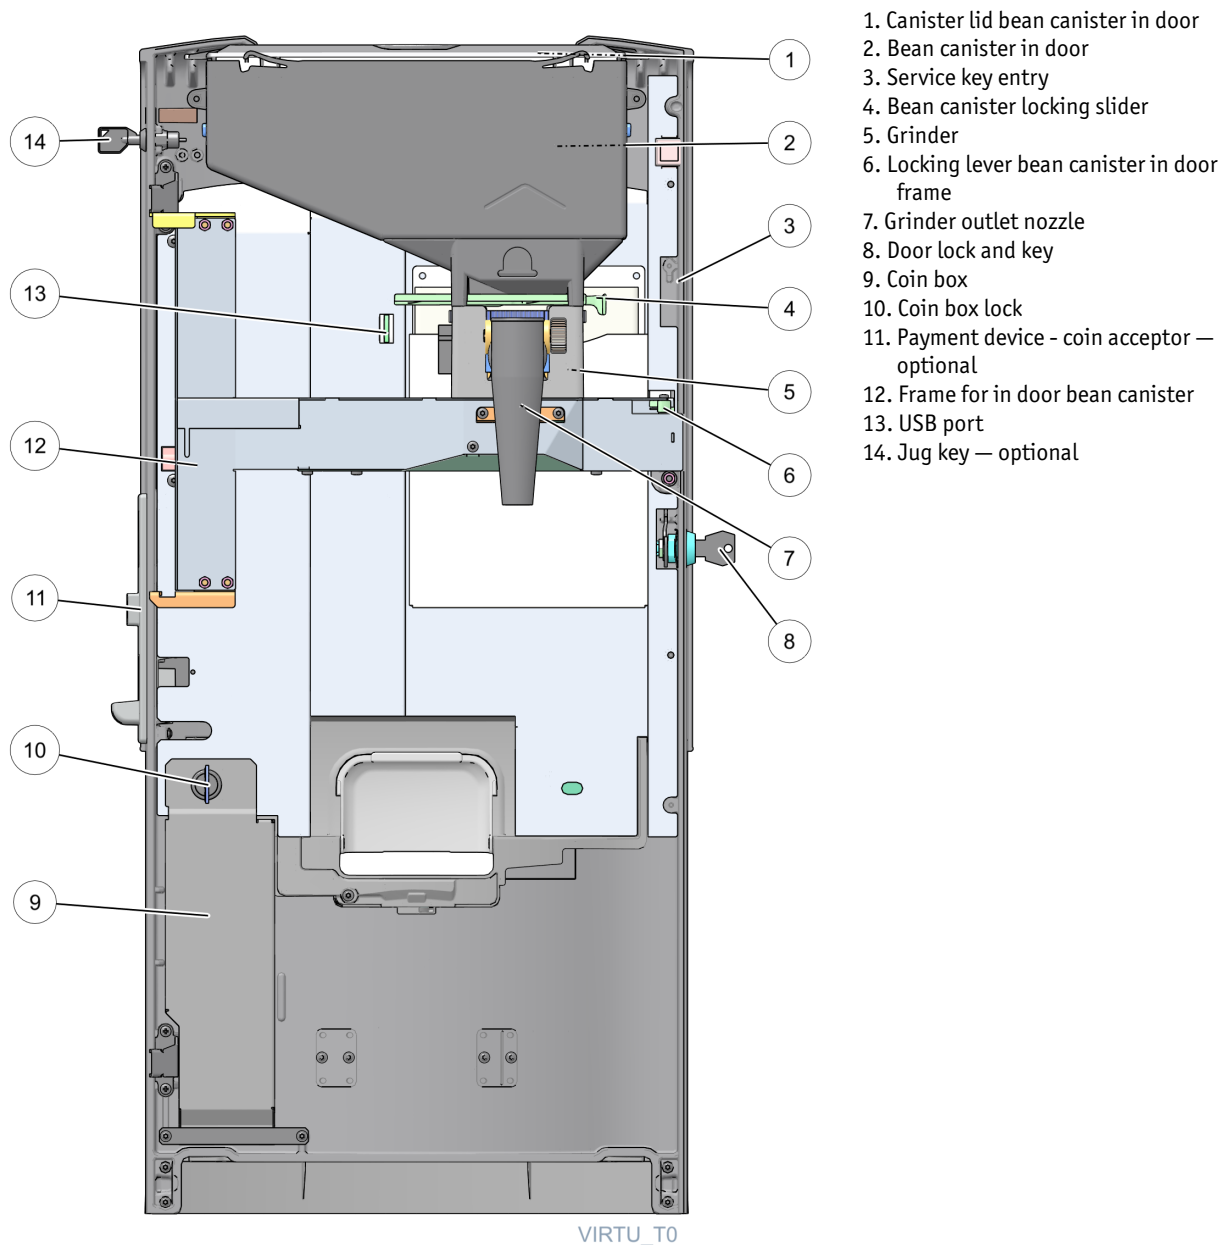 1. Canister lid bean canister in door
2. Bean canister in door
3. Service key entry
4. Bean canister locking slider
5. Grinder
6. Locking lever bean canister in door
frame
7. Grinder outlet nozzle
8. Door lock and key
9. Coin box
10. Coin box lock
11. Payment device - coin acceptor —
optional
12. Frame for in door bean canister
13. USB port
14. Jug key — optional
1
14
2
3
13
4
5
12
6
7
11
8
10
9
VIRTU_T0